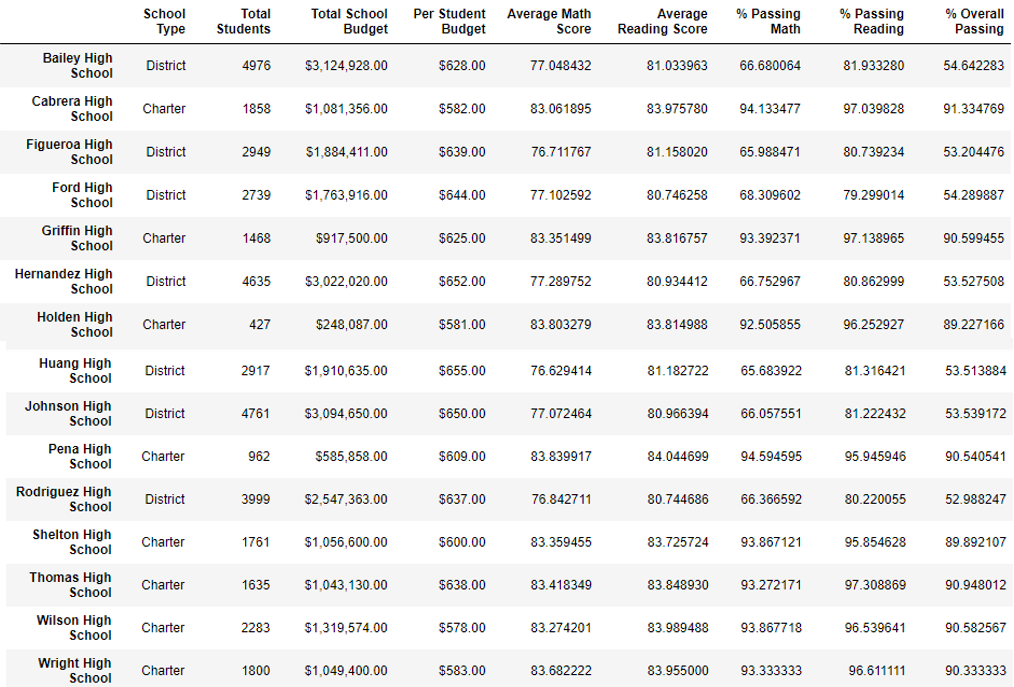 School Type Total Students Total School Budget Per Student Budget Average Math Score Average Reading Score % Passing Math % Passing Reading % Overall Passing
Bailey High School District 4976 $3,124,928.00 $628.00 77.048432 81.033963 66.680064 81.933280 54.642283
Cabrera High School Charter 1858 $1,081,356.00 $582.00 83.061895 83.975780 94.133477 97.039828 91.334769
Figueroa High School District 2949 $1,884,411.00 $639.00 76.711767 81.158020 65.988471 80.739234 53.204476
Ford High School District 2739 $1,763,916.00 $644.00 77.102592 80.746258 68.309602 79.299014 54.289887
Griffin High School Charter 1468 $917,500.00 $625.00 83.351499 83.816757 93.392371 97.138965 90.599455
Hernandez High School District 4635 $3,022,020.00 $652.00 77.289752 80.934412 66.752967 80.862999 53.527508
Holden High School Charter 427 $248,087.00 $581.00 83.803279 83.814988 92.505855 96.252927 89.227166
Huang High School District 2917 $1,910,635.00 $655.00 76.629414 81.182722 65.683922 81.316421 53.513884
Johnson High School District 4761 $3,094,650.00 $650.00 77.072464 80.966394 66.057551 81.222432 53.539172
Pena High School Charter 962 $585,858.00 $609.00 83.839917 84.044699 94.594595 95.945946 90.540541
Rodriguez High School District 3999 $2,547,363.00 $637.00 76.842711 80.744686 66.366592 80.220055 52.988247
Shelton High School Charter 1761 $1,056,600.00 $600.00 83.359455 83.725724 93.867121 95.854628 89.892107
Thomas High School Charter 1635 $1,043,130.00 $638.00 83.418349 83.848930 93.272171 97.308869 90.948012
Wilson High School Charter 2283 $1,319,574.00 $578.00 83.274201 83.989488 93.867718 96.539641 90.582567
Wright High School Charter 1800 $1,049,400.00 $583.00 83.682222 83.955000 93.333333 96.611111 90.333333